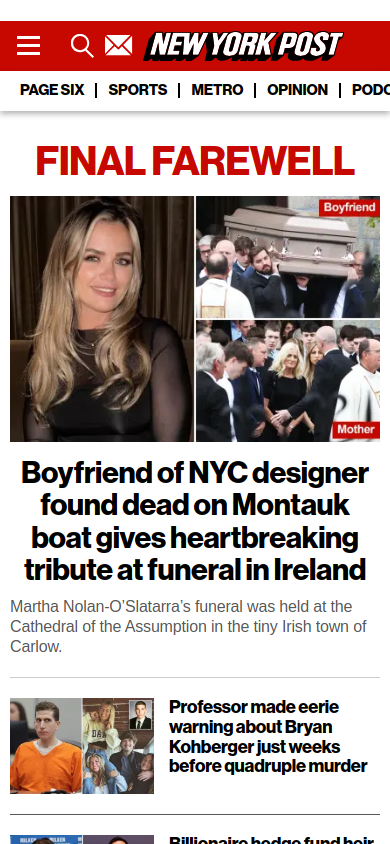 NEW YORK POST
PAGE SIX
SPORTS
METRO
OPINION
FINAL FAREWELL
Boyfriend
Mother
Boyfriend of NYC designer
found dead on Montauk
boat gives heartbreaking
tribute at funeral in Ireland
Martha Nolan-O’Slatarra’s funeral was held at the
Cathedral of the Assumption in the tiny Irish town of
Carlow.
Professor made eerie
warning about Bryan
Kohberger just weeks
before quadruple murder
Billionaire hedge fund heir